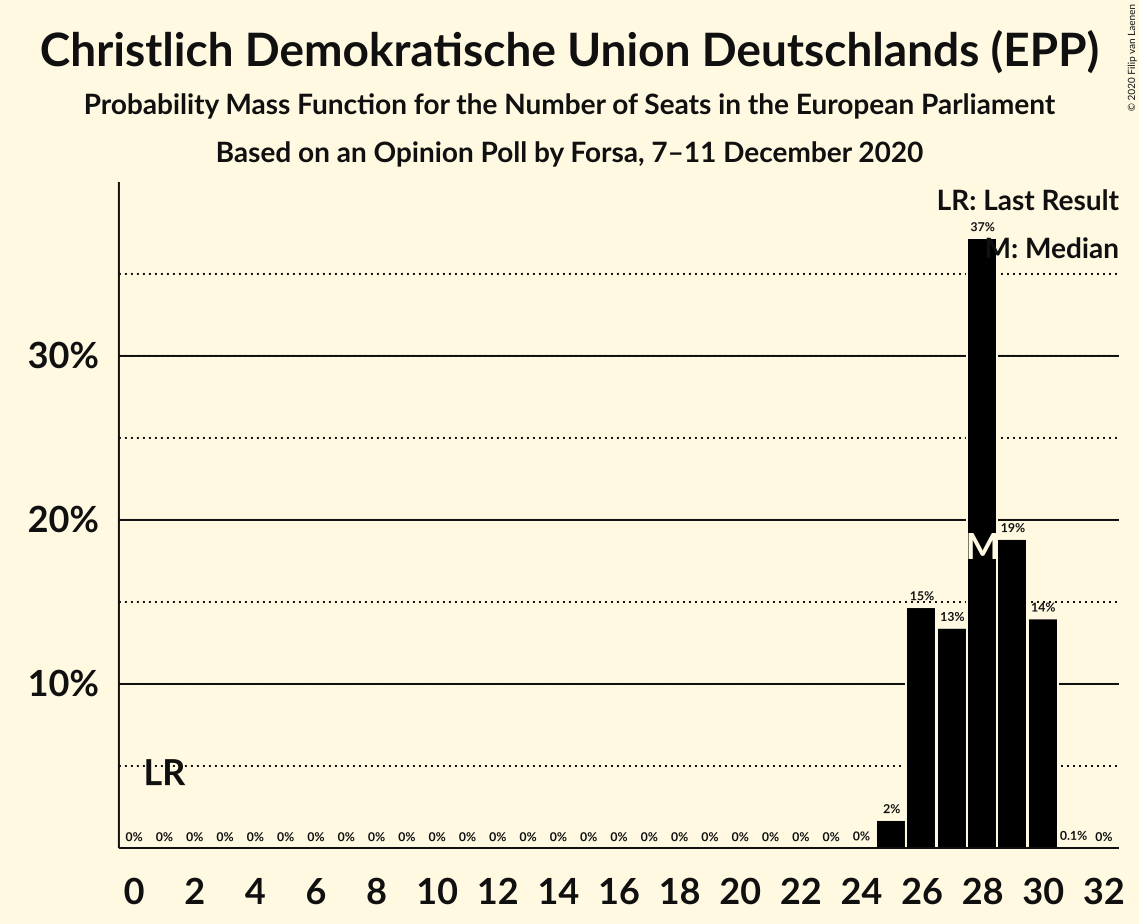 Christlich Demokratische Union Deutschlands (EPP)
Probability Mass Function for the Number of Seats in the European Parliament
Based on an Opinion Poll by Forsa, 7–11 December 2020
© 2020 Filip van Laenen
LR: Last Result
M: Median
37%
30%
20%
19%
M
15%
14%
13%
10%
LR
2%
0% 0% 0% 0% 0% 0% 0% 0% 0% 0% 0% 0% 0% 0% 0% 0% 0% 0% 0% 0% 0% 0% 0% 0% 0% 0.1% 0%
0 2 4 6 8 10 12 14 16 18 20 22 24 26 28 30 32